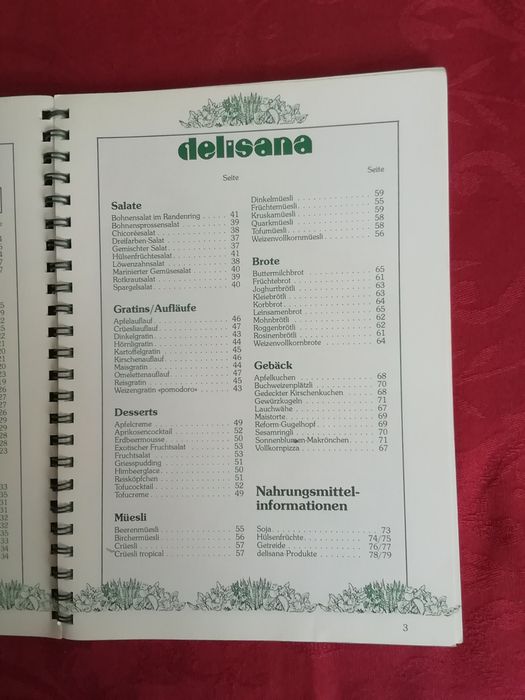 delisana
Seite
Salate
Bohnensalat im Randenring 41
Bohnensprossensalat 39
Chicoréesalat 38
Dreifarben-Salat 37
Gemischter Salat 37
Hülsenfrüchtesalat 41
Löwenzahnsalat 38
Marinierter Gemüsesalat 40
Rotkrautsalat 39
Spargelsalat 40
Gratins/Aufläufe
Apfelauflauf 46
Crüesliauflauf 47
Dinkelgratin 43
Hörnligratin 44
Kartoffelgratin 45
Kirschenauflauf 46
Maisgratin 44
Omelettenauflauf 47
Reisgratin 45
Weizengratin «pomodoro» 43
Desserts
Apfelcreme 49
Aprikosencocktail 52
Erdbeermousse 50
Exotischer Fruchtsalat 53
Fruchtsalat 53
Griesspudding 51
Himbeerglace 50
Reisköpfchen 51
Tofucocktail 52
Tofucreme 49
Müesli
Beerenmüesli 55
Birchermüesli 56
Crüesli 57
Crüesli tropical 57
Seite
Dinkelmüesli 59
Früchtemüesli 55
Kruskamüesli 59
Quarkmüesli 58
Tofumüesli 58
Weizenvollkornmüesli 56
Brote
Buttermilchbrot 65
Früchtebrot 61
Joghurtbrötli 63
Kleiebrötli 63
Korbbrot 64
Leinsamenbrot 65
Mohnbrötli 62
Roggenbrötli 62
Rosinenbrötli 61
Weizenvollkornbrote 64
Gebäck
Apfelkuchen 68
Buchweizenplätzli 70
Gedeckter Kirschenkuchen 68
Gewürzkugeln 71
Lauchwähe 67
Maistorte 69
Reform-Gugelhopf 69
Sesamringli 70
Sonnenblumen-Makrönchen 71
Vollkornpizza 67
Nahrungsmittel-
informationen
Soja 73
Hülsenfrüchte 74/75
Getreide 76/77
delisana-Produkte 78/79
3